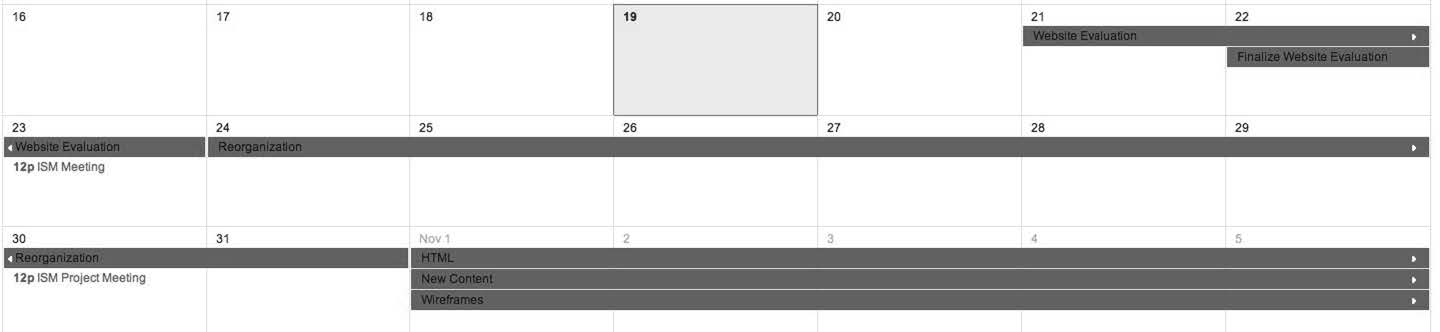 16 17 18 19 20 21 22
Website Evaluation
Finalize Website Evaluation
23 24 25 26 27 28 29
Website Evaluation Reorganization
12p ISM Meeting
30 31 Nov 1 2 3 4 5
Reorganization HTML
12p ISM Project Meeting New Content
Wireframes